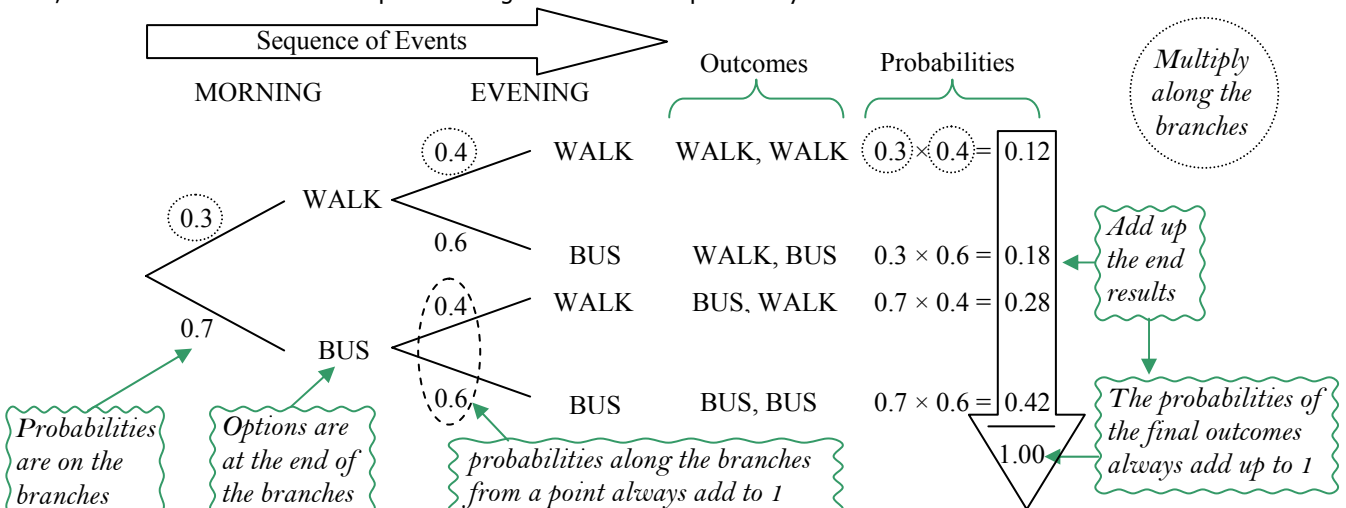 Sequence of Events
MORNING
EVENING
Outcomes
Probabilities
Multiply
along the
branches
0.4
WALK
WALK, WALK
0.3 × 0.4 = 0.12
0.3
WALK
0.6
BUS
WALK, BUS
0.3 × 0.6 = 0.18
Add up
the end
results
0.7
BUS
0.4
WALK
BUS, WALK
0.7 × 0.4 = 0.28
0.6
BUS
BUS, BUS
0.7 × 0.6 = 0.42
1.00
The probabilities of
the final outcomes
always add up to 1
Probabilities
are on the
branches
Options are
at the end of
the branches
probabilities along the branches
from a point always add to 1